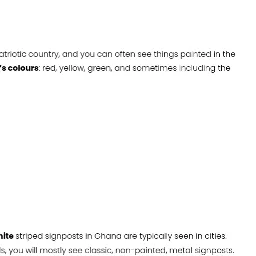 atriotic country, and you can often see things painted in the
's colours: red, yellow, green, and sometimes including the
hite striped signposts in Ghana are typically seen in cities.
s, you will mostly see classic, non-painted, metal signposts.